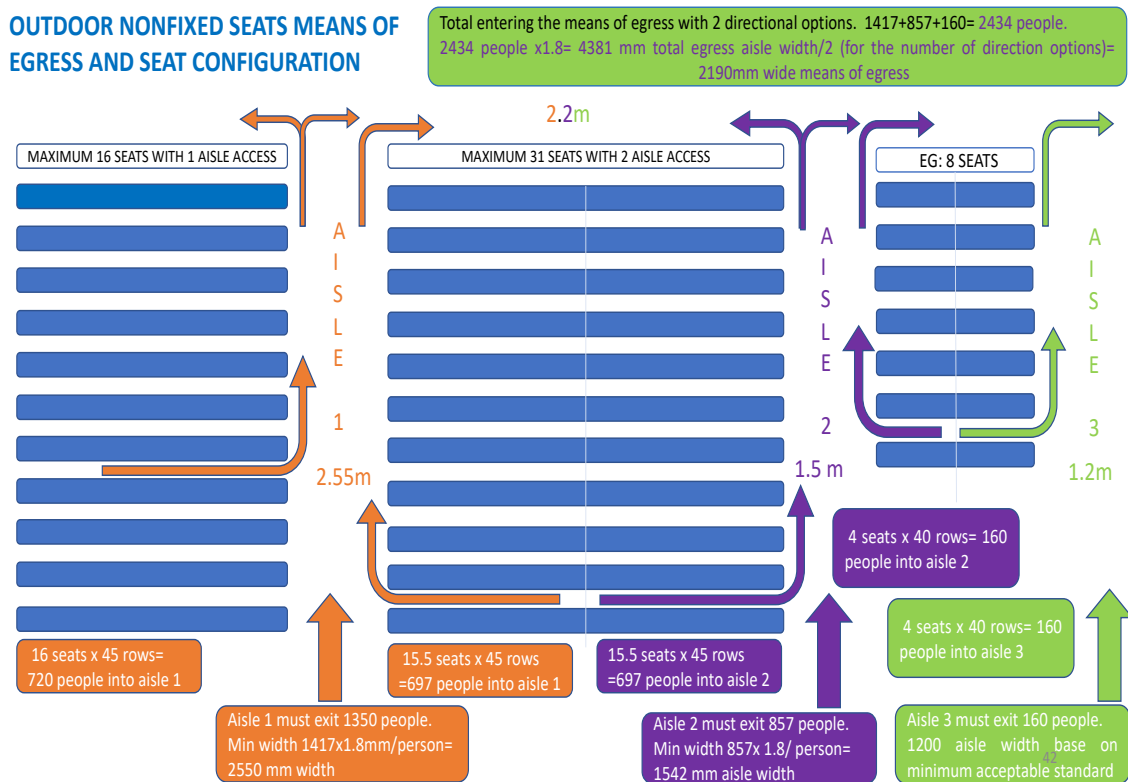 OUTDOOR NONFIXED SEATS MEANS OF
EGRESS AND SEAT CONFIGURATION
Total entering the means of egress with 2 directional options. 1417+857+160= 2434 people.
2434 people x1.8= 4381 mm total egress aisle width/2 (for the number of direction options)=
2190mm wide means of egress
2.2m
MAXIMUM 16 SEATS WITH 1 AISLE ACCESS
MAXIMUM 31 SEATS WITH 2 AISLE ACCESS
EG: 8 SEATS
A
I
S
L
E
1
2.55m
A
I
S
L
E
2
1.5 m
A
I
S
L
E
3
1.2m
4 seats x 40 rows= 160
people into aisle 2
4 seats x 40 rows= 160
people into aisle 3
16 seats x 45 rows=
720 people into aisle 1
15.5 seats x 45 rows
=697 people into aisle 1
15.5 seats x 45 rows
=697 people into aisle 2
Aisle 1 must exit 1350 people.
Min width 1417x1.8mm/person=
2550 mm width
Aisle 2 must exit 857 people.
Min width 857x 1.8/ person=
1542 mm aisle width
Aisle 3 must exit 160 people.
1200 aisle width base on
minimum acceptable standard
42